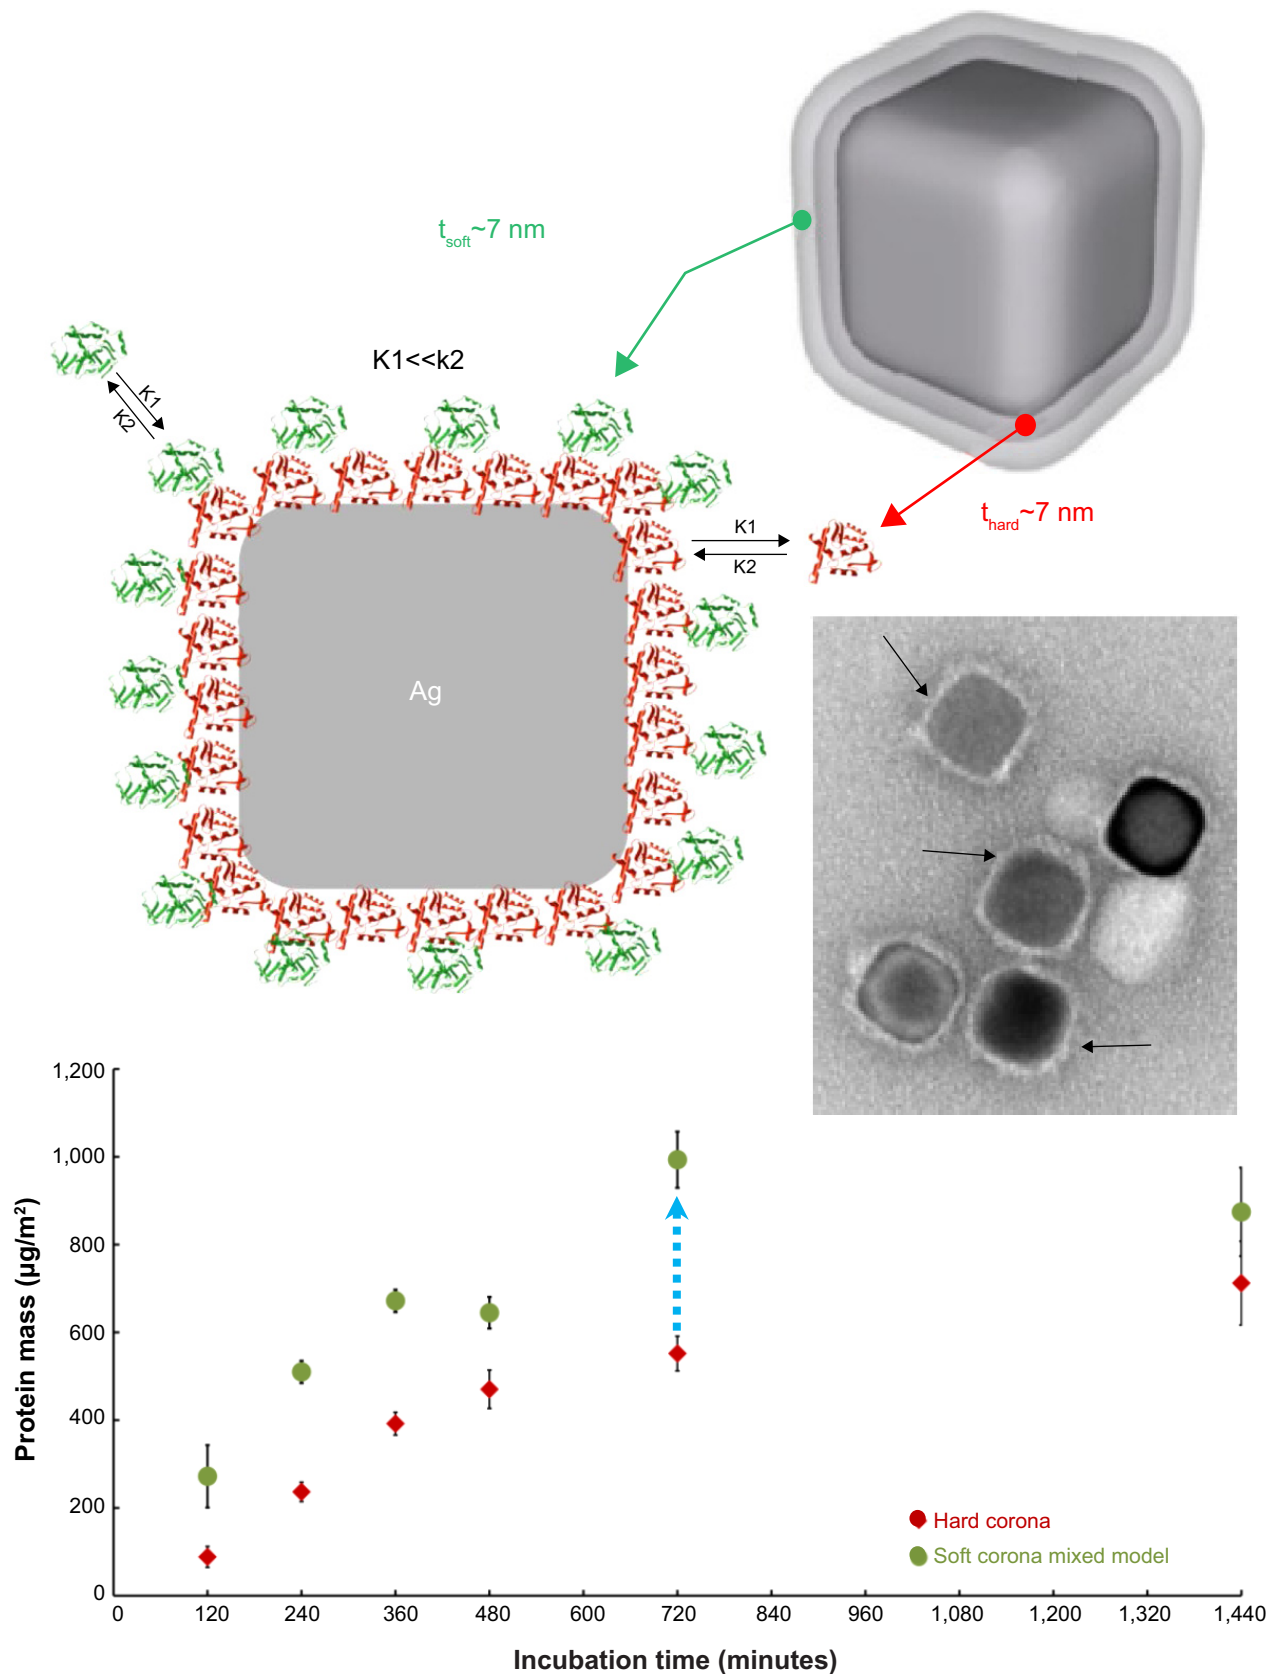 t_soft~7 nm
K1<<k2
K1
K2
t_hard~7 nm
K1
K2
Ag
1,200
1,000
800
600
400
200
0
Protein mass (µg/m²)
Hard corona
Soft corona mixed model
0 120 240 360 480 600 720 840 960 1,080 1,200 1,320 1,440
Incubation time (minutes)